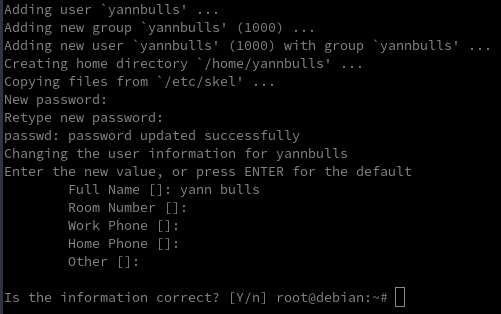 Adding user `yannbulls' ...
Adding new group `yannbulls' (1000) ...
Adding new user `yannbulls' (1000) with group `yannbulls' ...
Creating home directory `/home/yannbulls' ...
Copying files from `/etc/skel' ...
New password:
Retype new password:
passwd: password updated successfully
Changing the user information for yannbulls
Enter the new value, or press ENTER for the default
Full Name []: yann bulls
Room Number []:
Work Phone []:
Home Phone []:
Other []:
Is the information correct? [Y/n] root@debian:~#